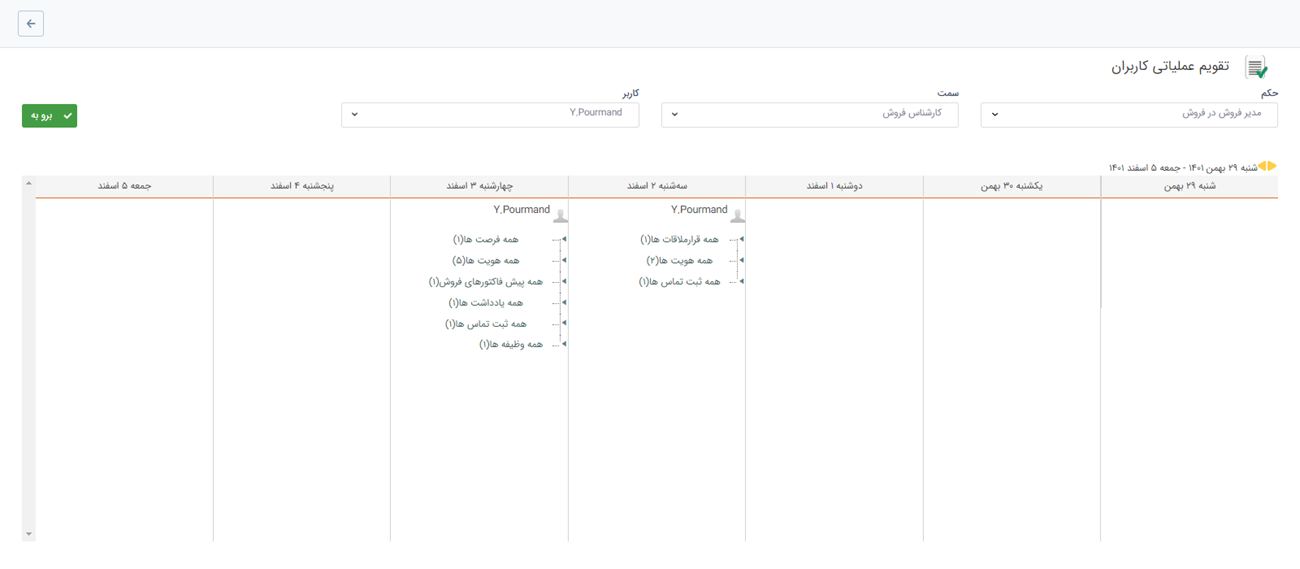 تقویم عملیاتی کاربران
حکم
مدیر فروش در فروش
سمت
کارشناس فروش
کاربر
Y.Pourmand
برو به
شنبه ۲۹ بهمن ۱۴۰۱ - جمعه ۵ اسفند ۱۴۰۱
شنبه ۲۹ بهمن
یکشنبه ۳۰ بهمن
دوشنبه ۱ اسفند
سه‌شنبه ۲ اسفند
چهارشنبه ۳ اسفند
پنجشنبه ۴ اسفند
جمعه ۵ اسفند
Y.Pourmand
همه قرارملاقات ها(۱)
همه هویت ها(۲)
همه ثبت تماس ها(۱)
Y.Pourmand
همه فرصت ها(۱)
همه هویت ها(۵)
همه پیش فاکتورهای فروش(۱)
همه یادداشت ها(۱)
همه ثبت تماس ها(۱)
همه وظیفه ها(۱)